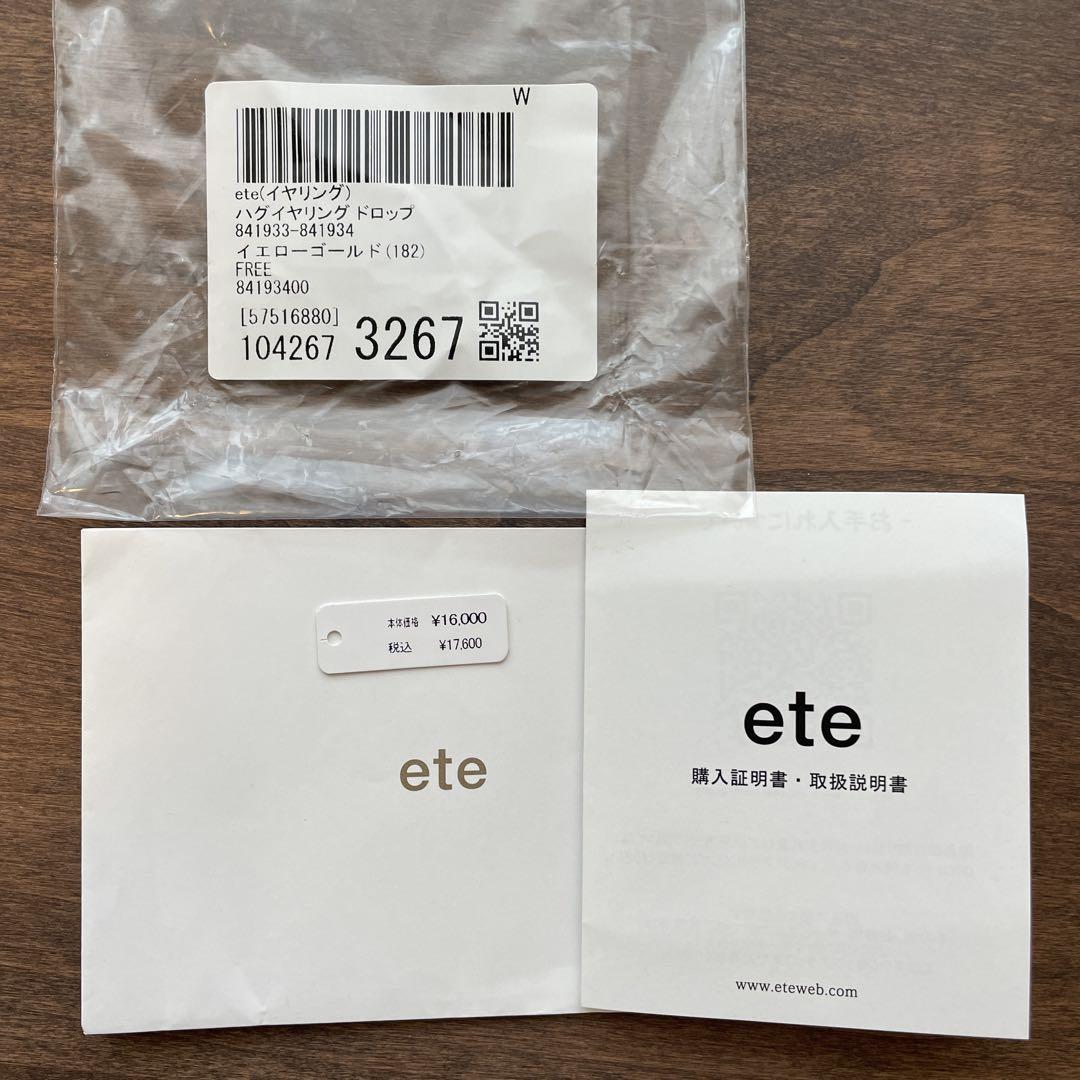 W
ete(イヤリング)
ハグイヤリング ドロップ
841933-841934
イエローゴールド(182)
FREE
84193400
[57516880]
104267 3267
本体価格 ¥16,000
税込 ¥17,600
ete
ete
購入証明書・取扱説明書
www.eteweb.com